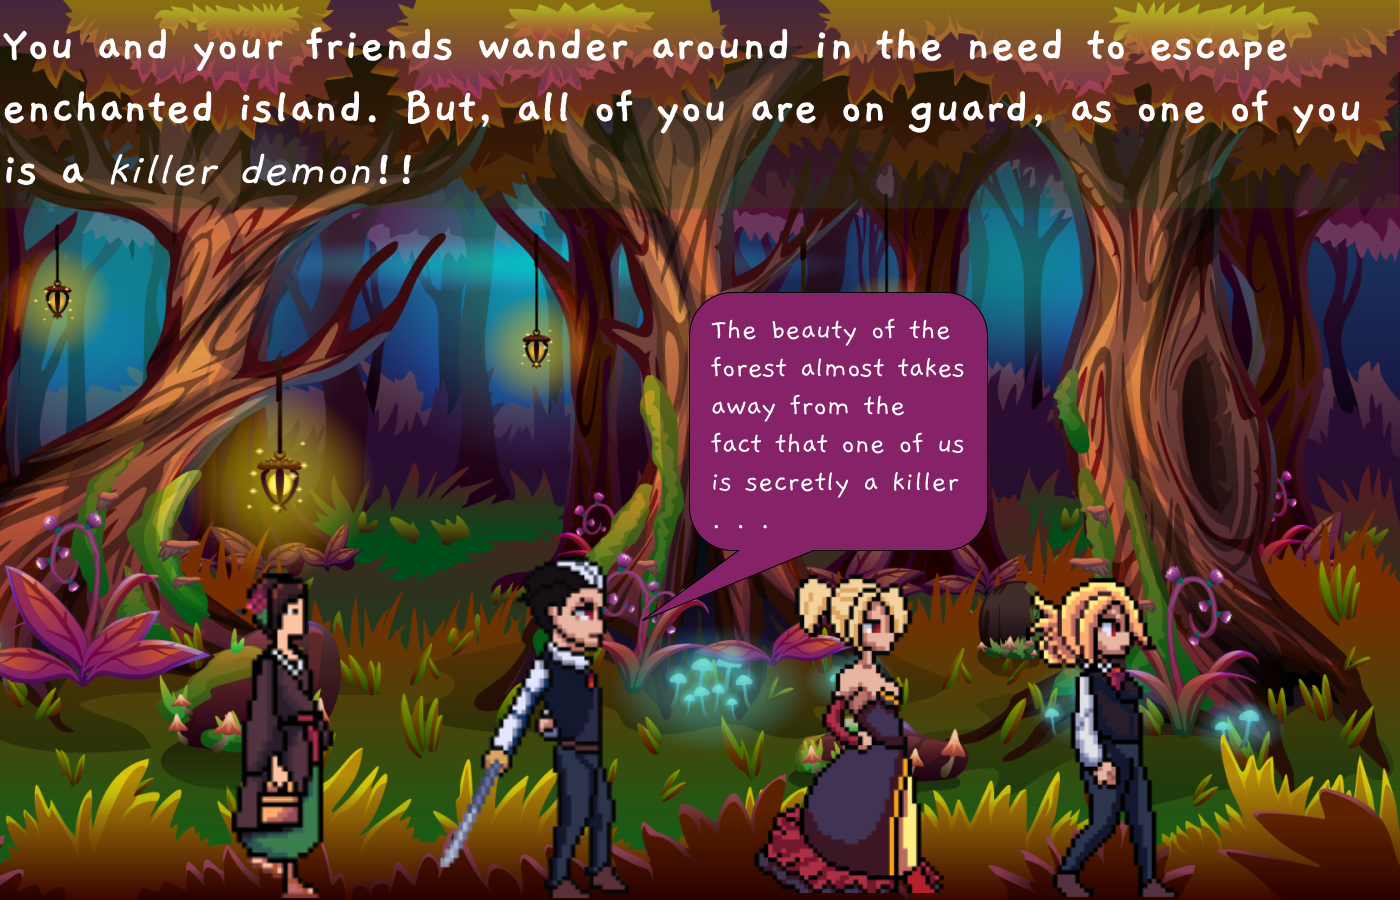 You and your friends wander around in the need to escape
enchanted island. But, all of you are on guard, as one of you
is a killer demon!!
The beauty of the
forest almost takes
away from the
fact that one of us
is secretly a killer
. . .